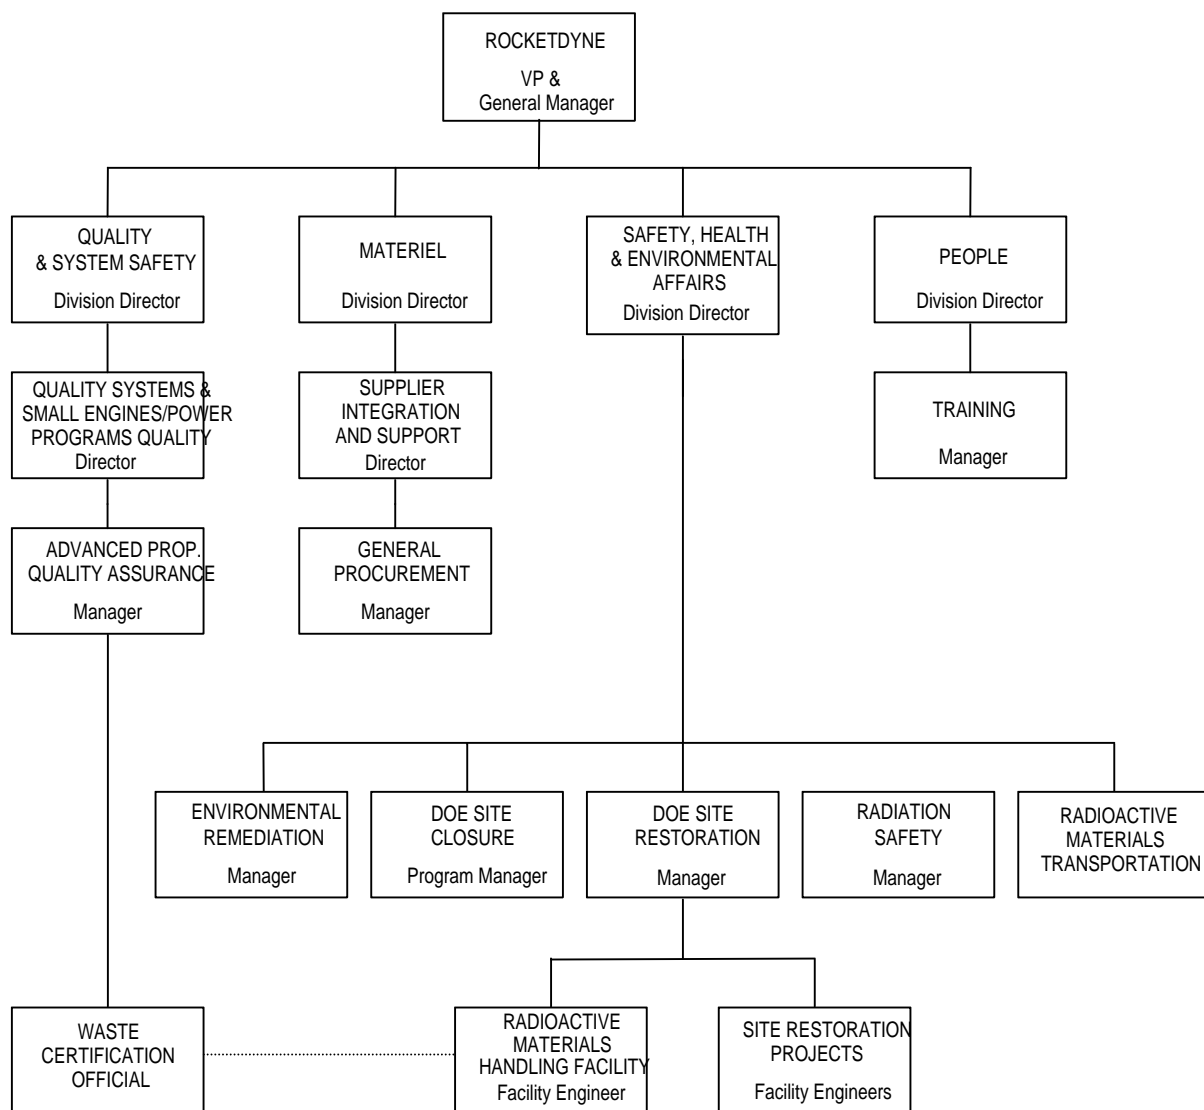 ROCKETDYNE
VP &
General Manager
QUALITY
& SYSTEM SAFETY
Division Director
MATERIEL
Division Director
SAFETY, HEALTH
& ENVIRONMENTAL
AFFAIRS
Division Director
PEOPLE
Division Director
QUALITY SYSTEMS &
SMALL ENGINES/POWER
PROGRAMS QUALITY
Director
SUPPLIER
INTEGRATION
AND SUPPORT
Director
TRAINING
Manager
ADVANCED PROP.
QUALITY ASSURANCE
Manager
GENERAL
PROCUREMENT
Manager
ENVIRONMENTAL
REMEDIATION
Manager
DOE SITE
CLOSURE
Program Manager
DOE SITE
RESTORATION
Manager
RADIATION
SAFETY
Manager
RADIOACTIVE
MATERIALS
TRANSPORTATION
WASTE
CERTIFICATION
OFFICIAL
RADIOACTIVE
MATERIALS
HANDLING FACILITY
Facility Engineer
SITE RESTORATION
PROJECTS
Facility Engineers